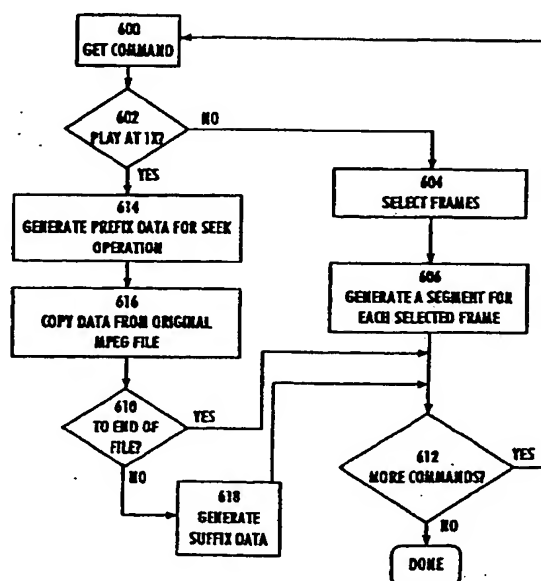 600
GET COMMAND
602
PLAY AT 1X?
NO
YES
614
GENERATE PREFIX DATA FOR SEEK
OPERATION
616
COPY DATA FROM ORIGINAL
MPEG FILE
610
TO END OF
FILE?
YES
NO
618
GENERATE
SUFFIX DATA
604
SELECT FRAMES
606
GENERATE A SEGMENT FOR
EACH SELECTED FRAME
612
MORE COMMANDS?
YES
NO
DONE